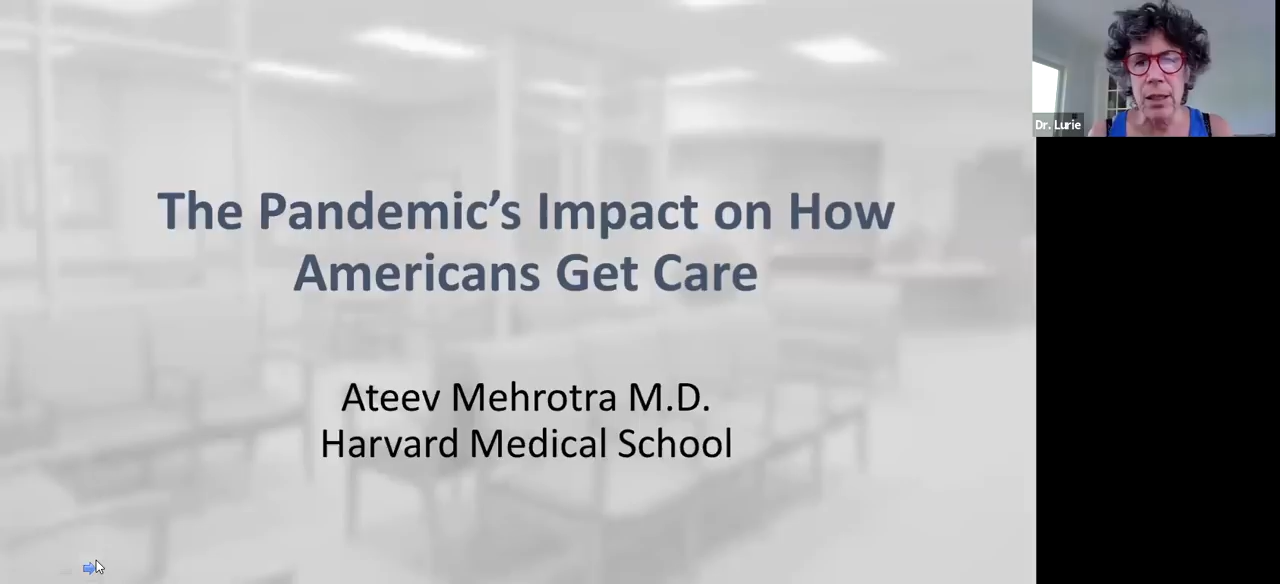 The Pandemic’s Impact on How
Americans Get Care
Ateev Mehrotra M.D.
Harvard Medical School
Dr. Lurie